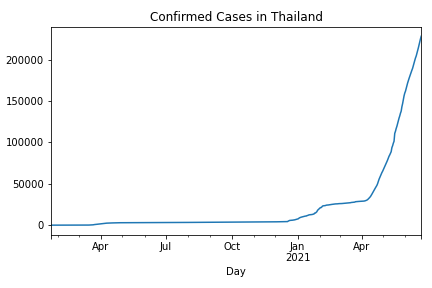 Confirmed Cases in Thailand
200000
150000
100000
50000
0
Apr
Jul
Oct
Jan
2021
Apr
Day